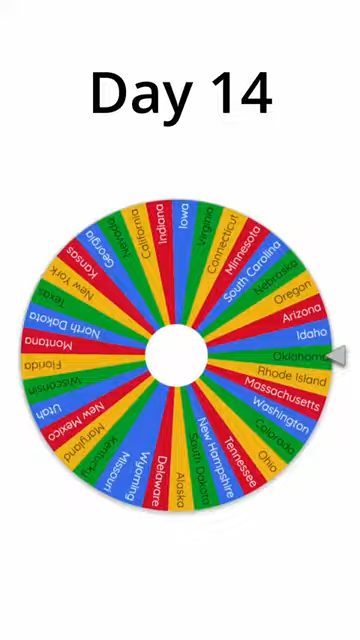 Day 14
Iowa
Virginia
Connecticut
Minnesota
South Carolina
Nebraska
Oregon
Arizona
Idaho
Oklahoma
Rhode Island
Massachusetts
Washington
Colorado
Ohio
Tennessee
New Hampshire
South Dakota
Alaska
Delaware
Wyoming
Missouri
Kentucky
Maryland
New Mexico
Utah
Wisconsin
Florida
Montana
North Dakota
Texas
New York
Kansas
Georgia
Nevada
California
Indiana